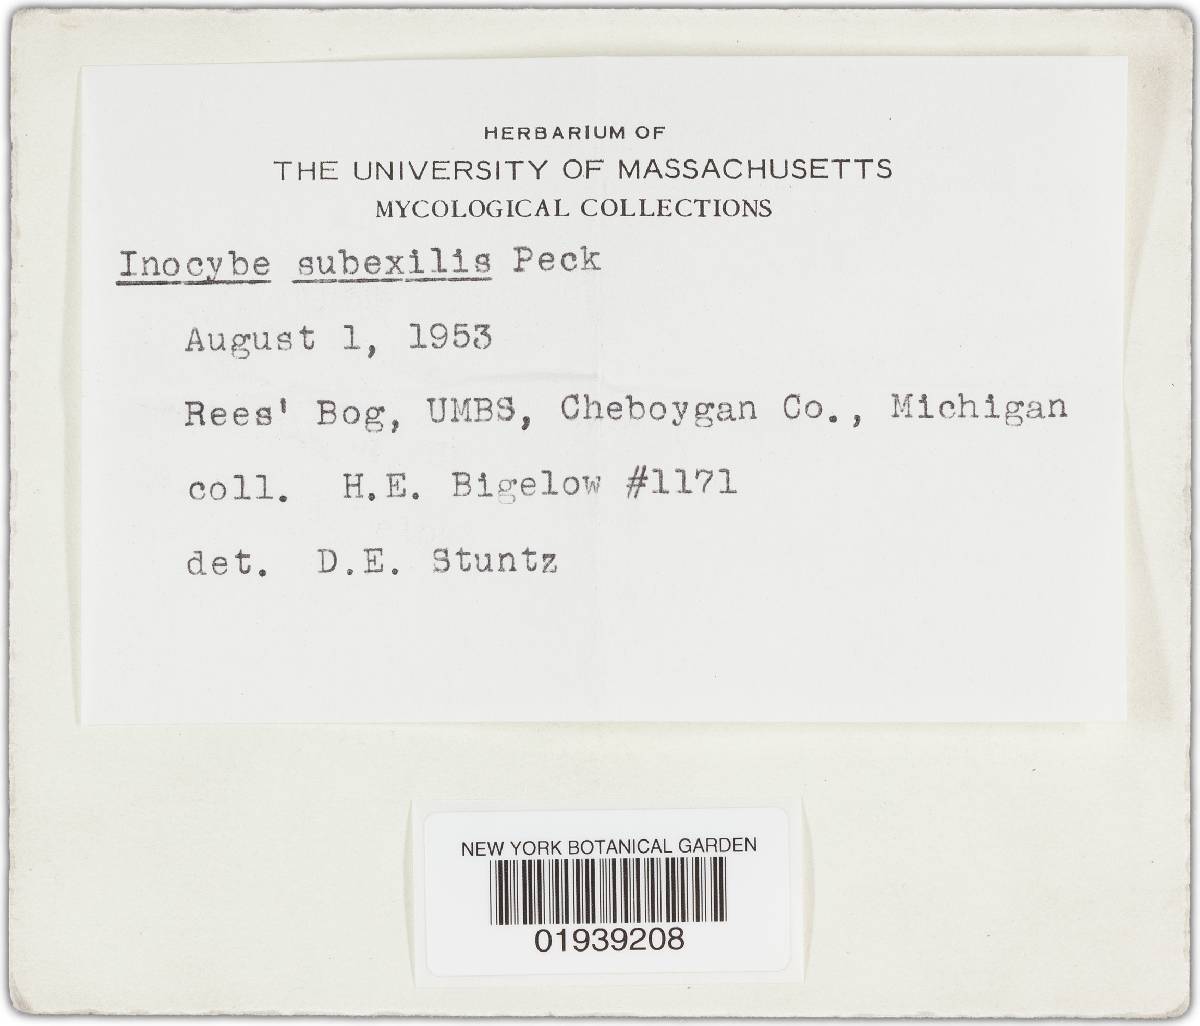 HERBARIUM OF
THE UNIVERSITY OF MASSACHUSETTS
MYCOLOGICAL COLLECTIONS
Inocybe subexilis Peck
August 1, 1953
Rees' Bog, UMBS, Cheboygan Co., Michigan
coll. H.E. Bigelow #1171
det. D.E. Stuntz
NEW YORK BOTANICAL GARDEN
01939208